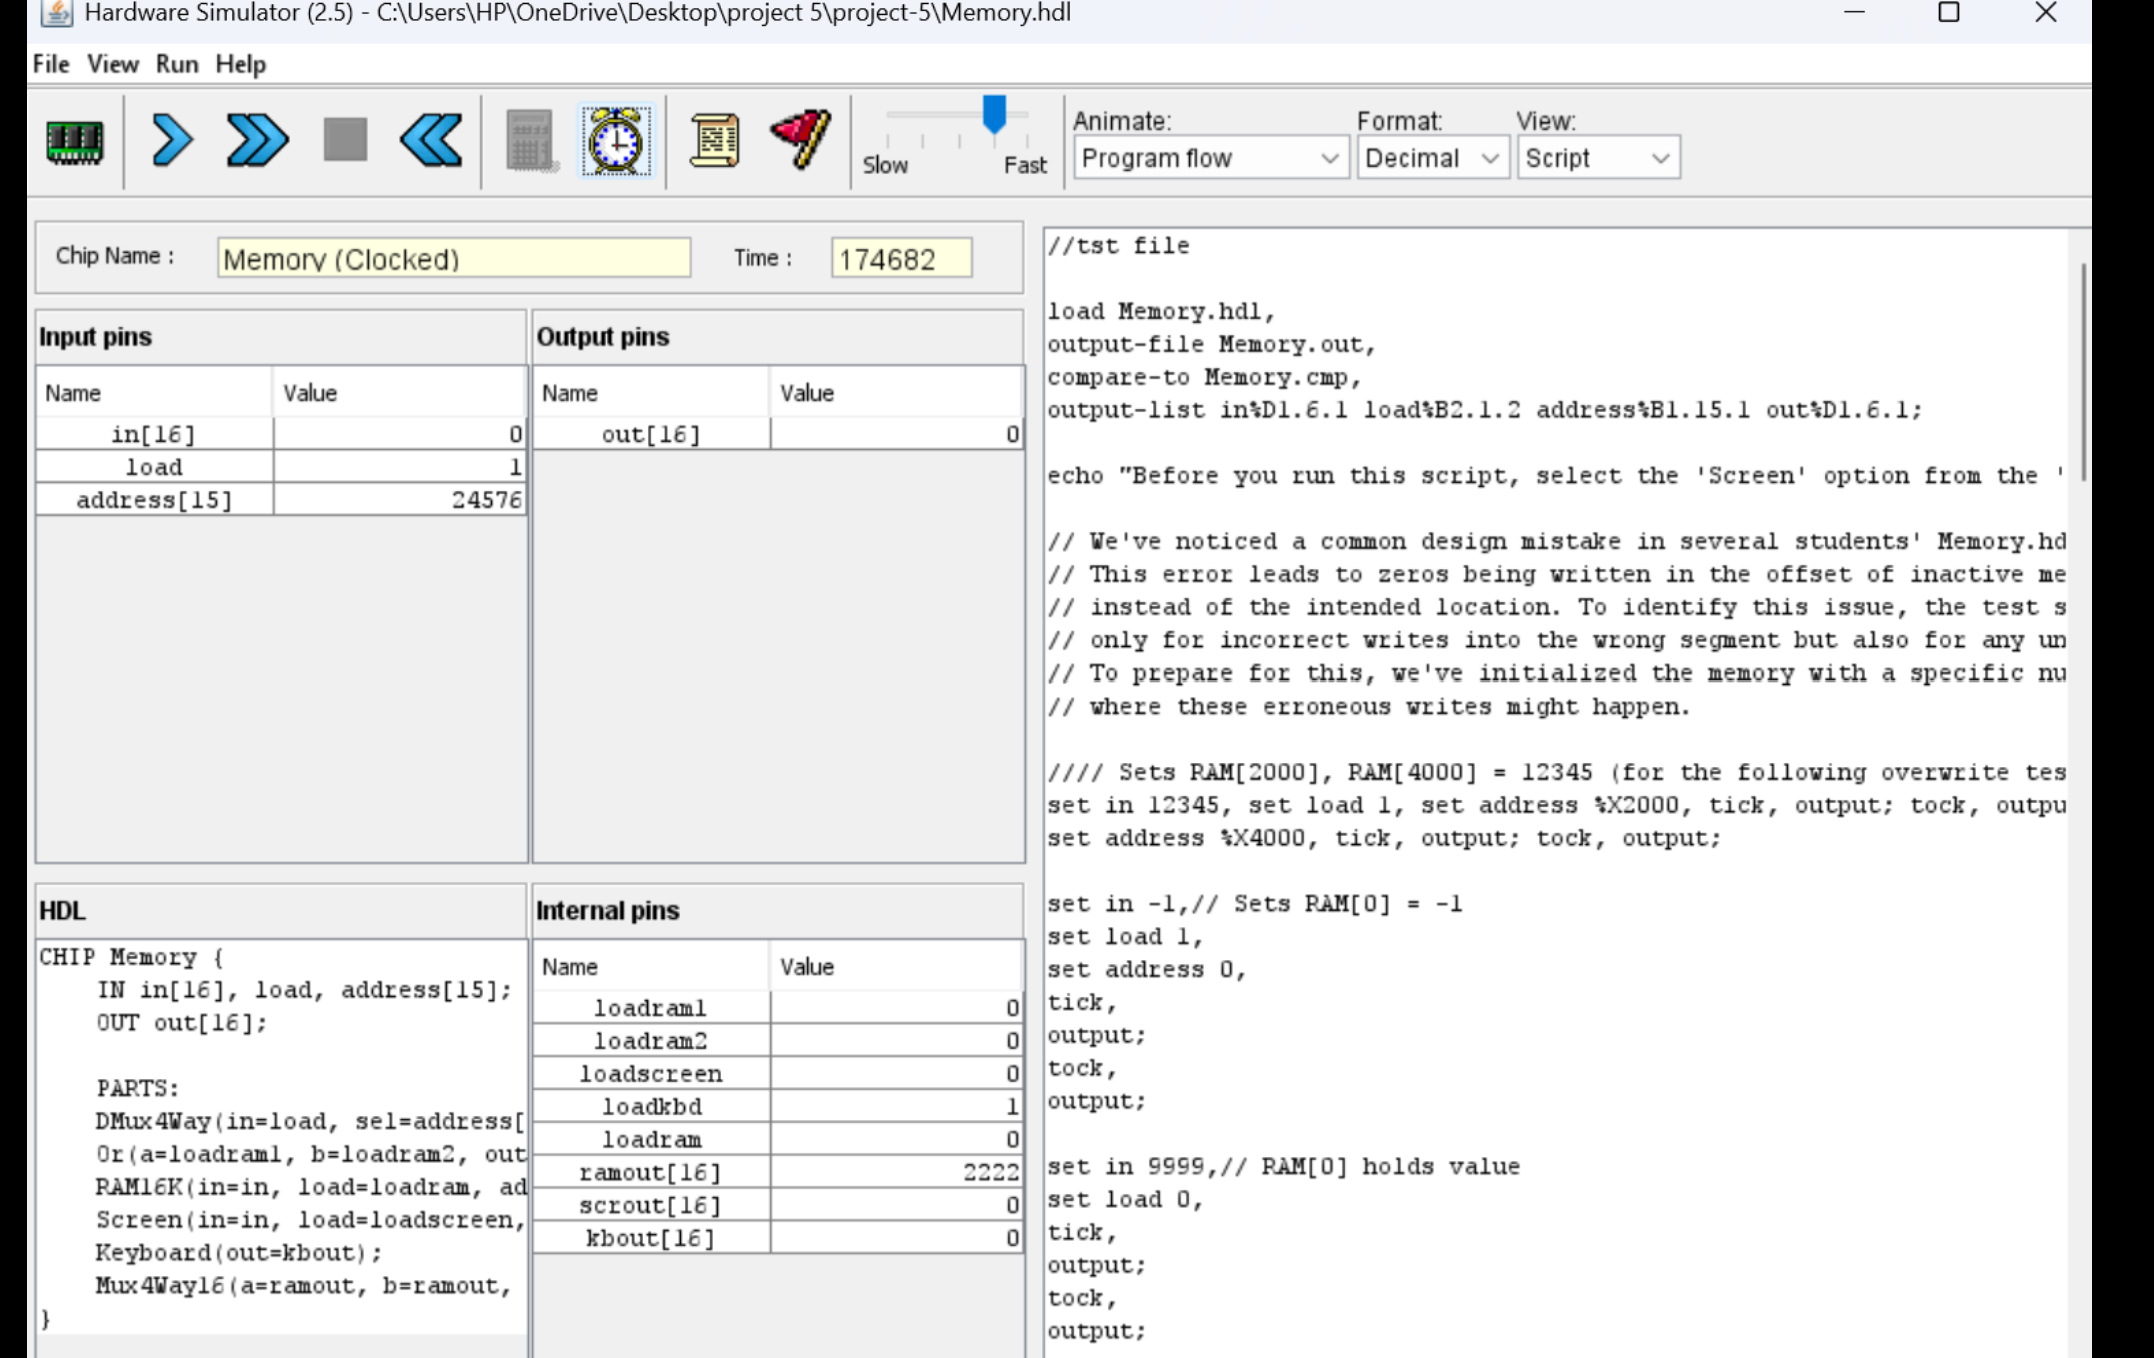 Hardware Simulator (2.5) - C:\Users\HP\OneDrive\Desktop\project 5\project-5\Memory.hdl
File View Run Help
Animate: Format: View:
Slow Fast Program flow Decimal Script
Chip Name : Memory (Clocked) Time : 174682
Input pins
Name Value
in[16] 0
load 1
address[15] 24576
Output pins
Name Value
out[16] 0
HDL
CHIP Memory {
    IN in[16], load, address[15];
    OUT out[16];
    PARTS:
    DMux4Way(in=load, sel=address[
    Or(a=loadram1, b=loadram2, out
    RAM16K(in=in, load=loadram, ad
    Screen(in=in, load=loadscreen,
    Keyboard(out=kbout);
    Mux4Way16(a=ramout, b=ramout,
}
Internal pins
Name Value
loadram1 0
loadram2 0
loadscreen 0
loadkbd 1
loadram 0
ramout[16] 2222
scrout[16] 0
kbout[16] 0
//tst file
load Memory.hdl,
output-file Memory.out,
compare-to Memory.cmp,
output-list in%D1.6.1 load%B2.1.2 address%B1.15.1 out%D1.6.1;
echo "Before you run this script, select the 'Screen' option from the '
// We've noticed a common design mistake in several students' Memory.hd
// This error leads to zeros being written in the offset of inactive me
// instead of the intended location. To identify this issue, the test s
// only for incorrect writes into the wrong segment but also for any un
// To prepare for this, we've initialized the memory with a specific nu
// where these erroneous writes might happen.
//// Sets RAM[2000], RAM[4000] = 12345 (for the following overwrite tes
set in 12345, set load 1, set address %X2000, tick, output; tock, outpu
set address %X4000, tick, output; tock, output;
set in -1,// Sets RAM[0] = -1
set load 1,
set address 0,
tick,
output;
tock,
output;
set in 9999,// RAM[0] holds value
set load 0,
tick,
output;
tock,
output;